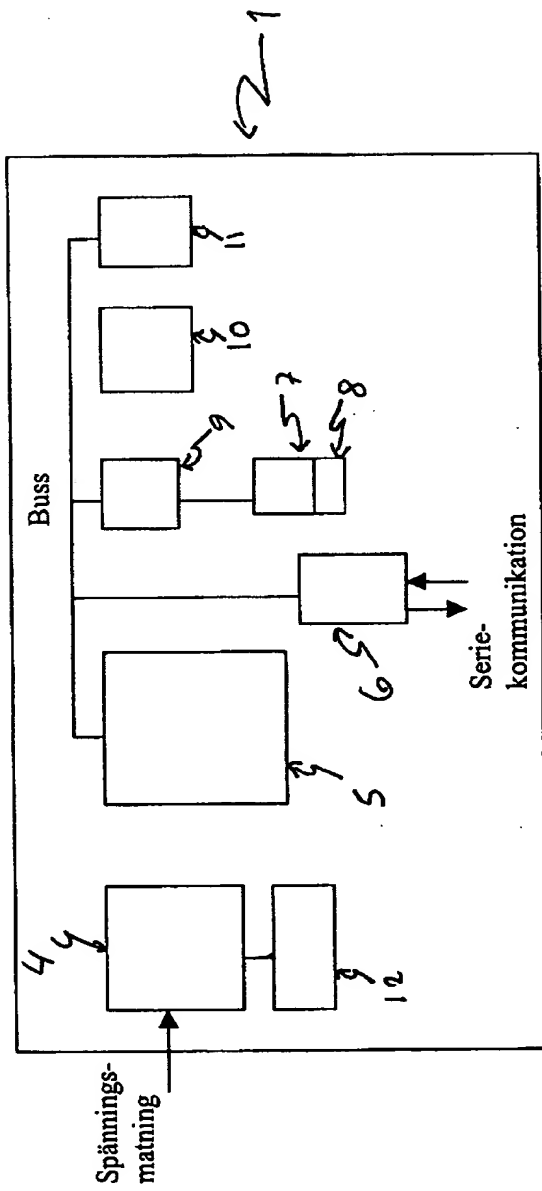 Spännings-
matning
4
12
5
Buss
6
Serie-
kommunikation
9
7
8
10
11
1